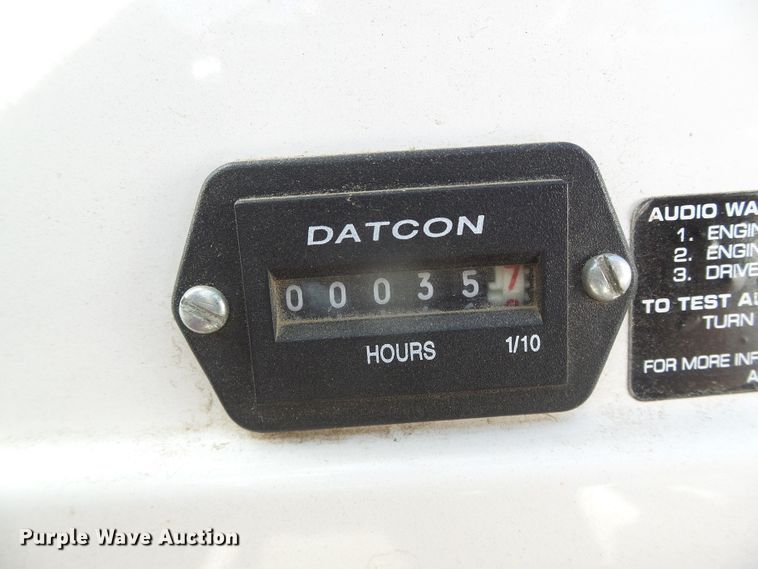 DATCON
0 0 0 3 5 7
HOURS 1/10
AUDIO WA
1. ENGIN
2. ENGIN
3. DRIVE
TO TEST A
TURN
FOR MORE INF
A
Purple Wave Auction